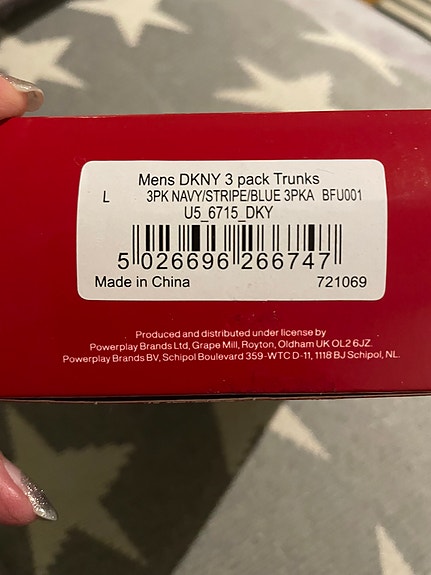 Mens DKNY 3 pack Trunks
L 3PK NAVY/STRIPE/BLUE 3PKA BFU001
U5_6715_DKY
5 026696 266747
Made in China 721069
Produced and distributed under license by
Powerplay Brands Ltd, Grape Mill, Royton, Oldham UK OL2 6JZ.
Powerplay Brands BV, Schipol Boulevard 359-WTC D-11, 1118 BJ Schipol, NL.